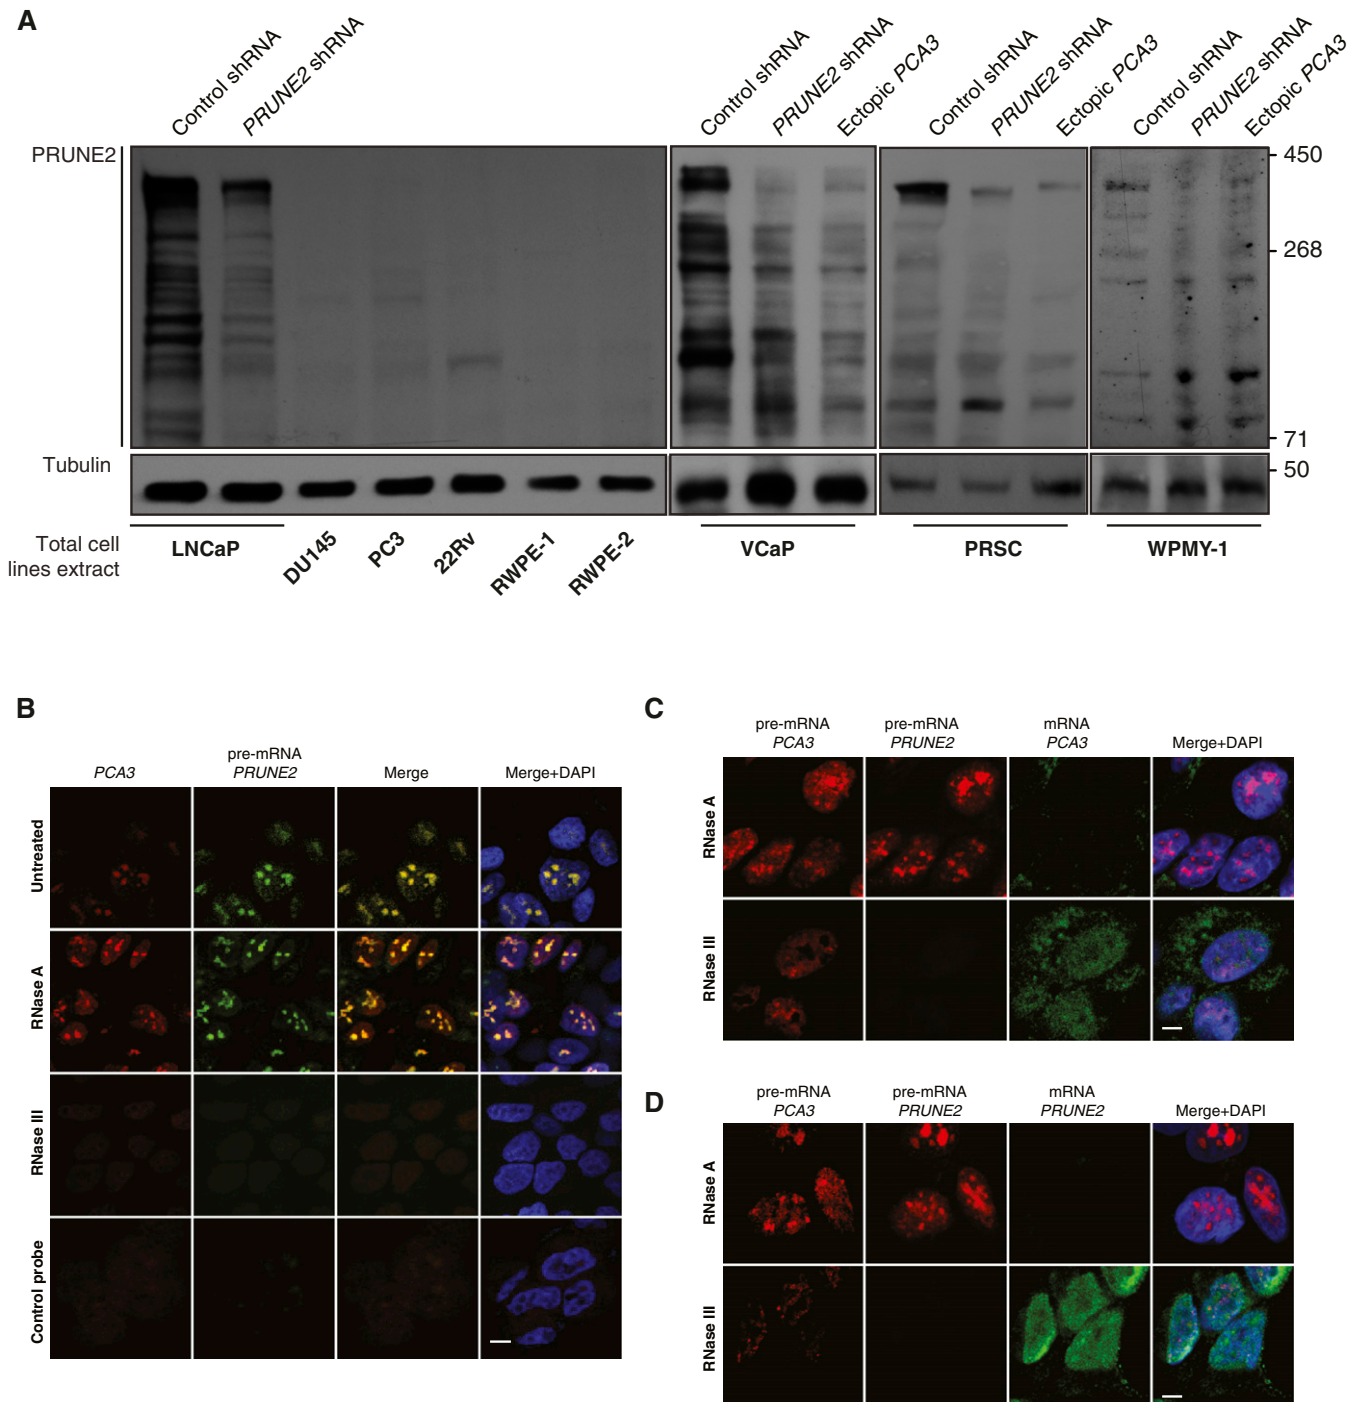 A
Control shRNA
PRUNE2 shRNA
Control shRNA
PRUNE2 shRNA
Ectopic PCA3
Control shRNA
PRUNE2 shRNA
Ectopic PCA3
Control shRNA
PRUNE2 shRNA
Ectopic PCA3
PRUNE2
450
268
71
Tubulin
50
Total cell
lines extract
LNCaP
DU145
PC3
22Rv
RWPE-1
RWPE-2
VCaP
PRSC
WPMY-1
B
PCA3
pre-mRNA
PRUNE2
Merge
Merge+DAPI
Untreated
RNase A
RNase III
Control probe
C
pre-mRNA
PCA3
pre-mRNA
PRUNE2
mRNA
PCA3
Merge+DAPI
RNase A
RNase III
D
pre-mRNA
PCA3
pre-mRNA
PRUNE2
mRNA
PRUNE2
Merge+DAPI
RNase A
RNase III